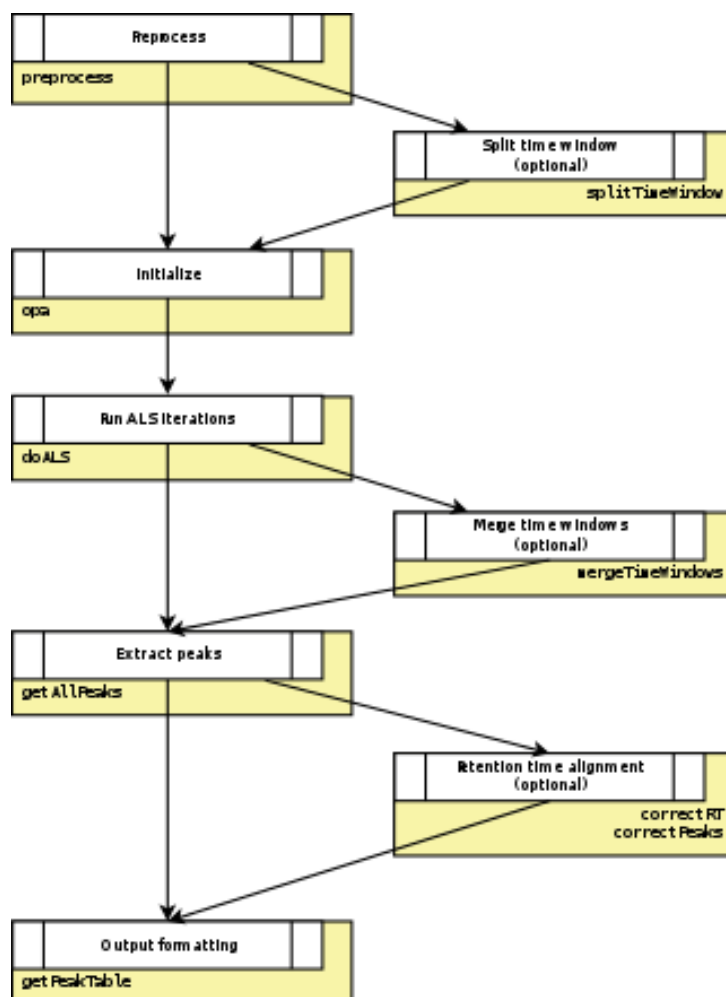 Preprocess
preprocess
Split time window
(optional)
splitTimeWindow
Initialize
opa
Run ALS iterations
doALS
Merge time windows
(optional)
mergeTimeWindows
Extract peaks
getAllPeaks
Retention time alignment
(optional)
correctRT
correctPeaks
Output formatting
getPeakTable